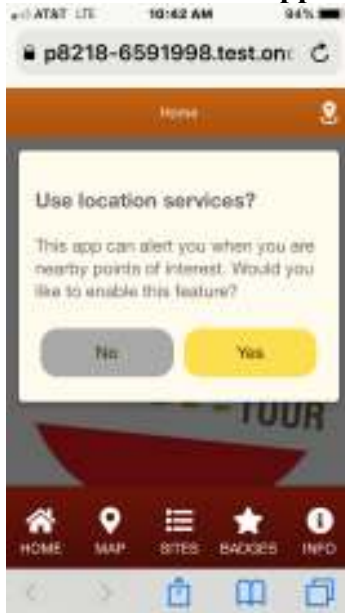 AT&T LTE 10:42 AM 94%
p8218-6591998.test.on
Home
Use location services?
This app can alert you when you are
nearby points of interest. Would you
like to enable this feature?
No Yes
TOUR
HOME MAP SITES BADGES INFO